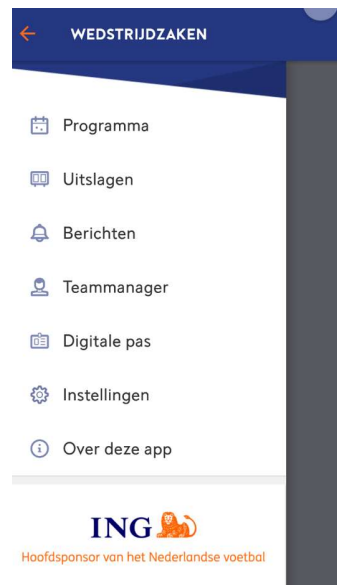 WEDSTRIJDZAKEN
Programma
Uitslagen
Berichten
Teammanager
Digitale pas
Instellingen
Over deze app
ING
Hoofdsponsor van het Nederlandse voetbal